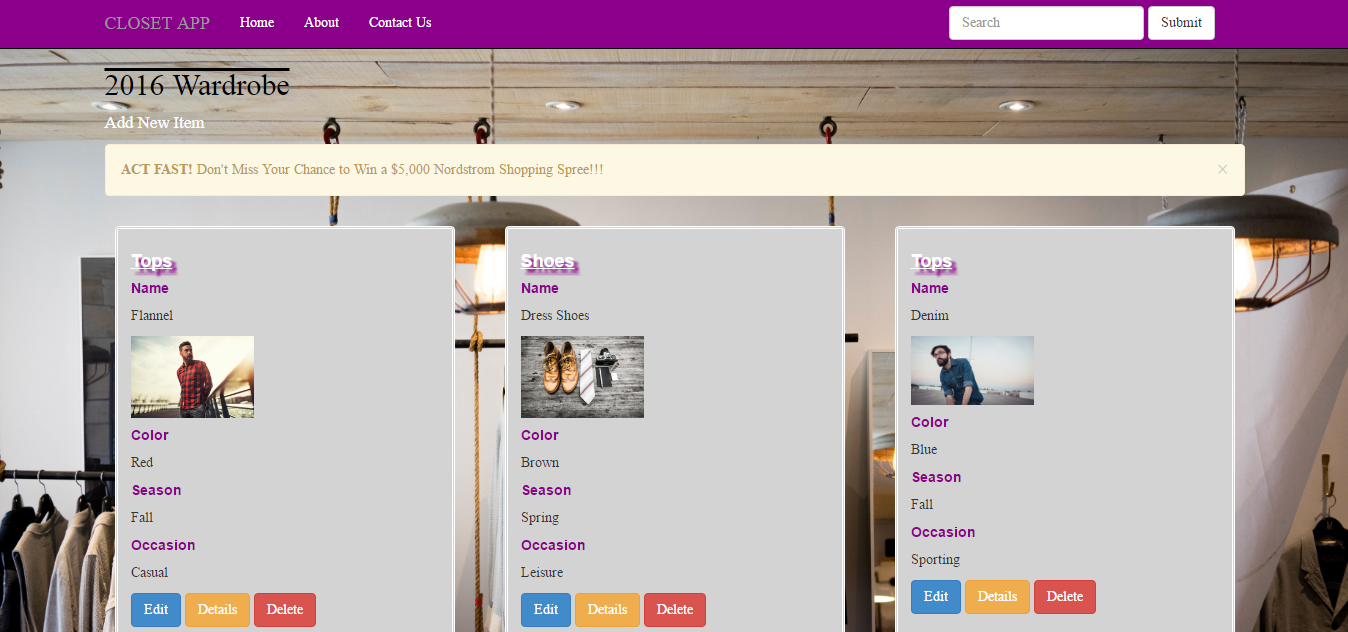 CLOSET APP Home About Contact Us Search Submit
2016 Wardrobe
Add New Item
ACT FAST! Don't Miss Your Chance to Win a $5,000 Nordstrom Shopping Spree!!! ×
Tops
Name
Flannel
Color
Red
Season
Fall
Occasion
Casual
Edit Details Delete
Shoes
Name
Dress Shoes
Color
Brown
Season
Spring
Occasion
Leisure
Edit Details Delete
Tops
Name
Denim
Color
Blue
Season
Fall
Occasion
Sporting
Edit Details Delete